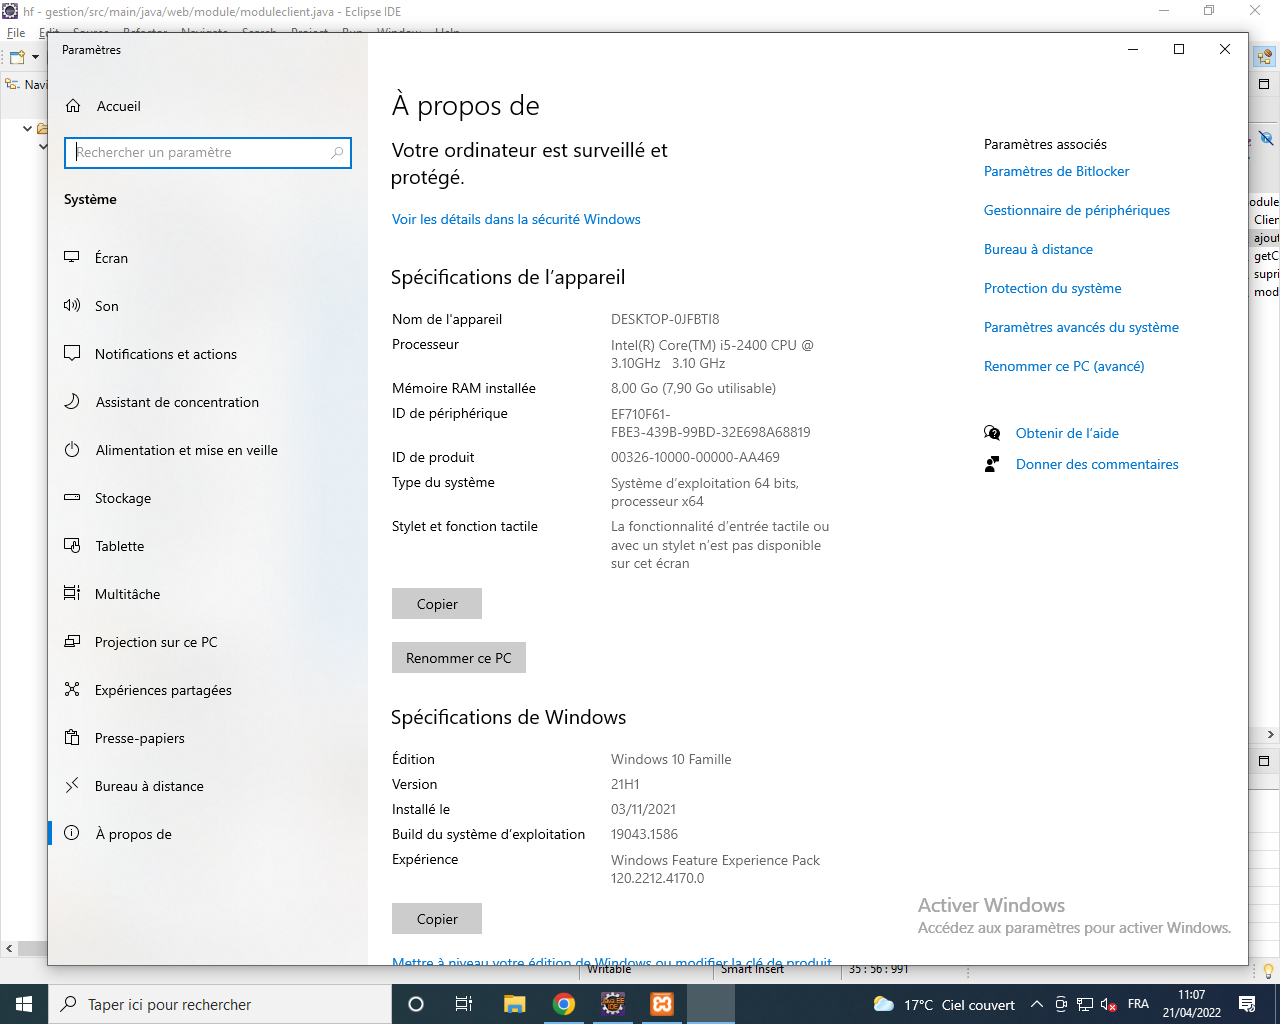 hf - gestion/src/main/java/web/module/moduleclient.java - Eclipse IDE
File
Paramètres
Navi
Accueil
Rechercher un paramètre
Système
Écran
Son
Notifications et actions
Assistant de concentration
Alimentation et mise en veille
Stockage
Tablette
Multitâche
Projection sur ce PC
Expériences partagées
Presse-papiers
Bureau à distance
À propos de
À propos de
Votre ordinateur est surveillé et
protégé.
Voir les détails dans la sécurité Windows
Spécifications de l’appareil
Nom de l'appareil DESKTOP-0JFBTI8
Processeur Intel(R) Core(TM) i5-2400 CPU @
3.10GHz 3.10 GHz
Mémoire RAM installée 8,00 Go (7,90 Go utilisable)
ID de périphérique EF710F61-
FBE3-439B-99BD-32E698A68819
ID de produit 00326-10000-00000-AA469
Type du système Système d’exploitation 64 bits,
processeur x64
Stylet et fonction tactile La fonctionnalité d’entrée tactile ou
avec un stylet n’est pas disponible
sur cet écran
Copier
Renommer ce PC
Spécifications de Windows
Édition Windows 10 Famille
Version 21H1
Installé le 03/11/2021
Build du système d’exploitation 19043.1586
Expérience Windows Feature Experience Pack
120.2212.4170.0
Copier
Mettre à niveau votre édition de Windows ou modifier la clé de produit
Paramètres associés
Paramètres de Bitlocker
Gestionnaire de périphériques
Bureau à distance
Protection du système
Paramètres avancés du système
Renommer ce PC (avancé)
Obtenir de l’aide
Donner des commentaires
odule
Clien
ajout
getC
supri
mod
Activer Windows
Accédez aux paramètres pour activer Windows.
Writable Smart Insert 35 : 56 : 991
Taper ici pour rechercher
17°C Ciel couvert
FRA
11:07
21/04/2022